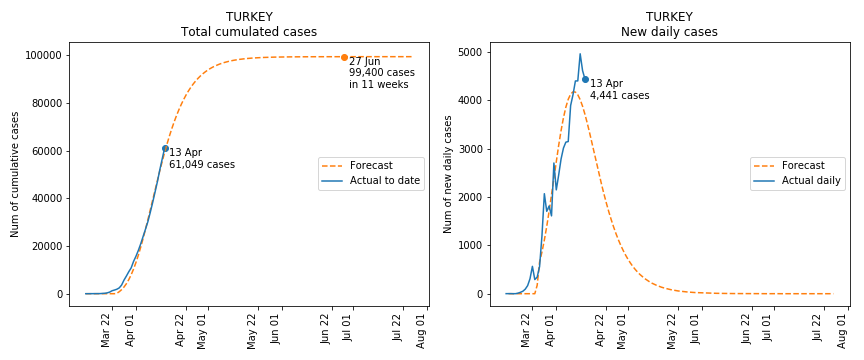 TURKEY
Total cumulated cases
Num of cumulative cases
100000
80000
60000
40000
20000
0
27 Jun
99,400 cases
in 11 weeks
13 Apr
61,049 cases
Forecast
Actual to date
Mar 22
Apr 01
Apr 22
May 01
May 22
Jun 01
Jun 22
Jul 01
Jul 22
Aug 01
TURKEY
New daily cases
Num of new daily cases
5000
4000
3000
2000
1000
0
13 Apr
4,441 cases
Forecast
Actual daily
Mar 22
Apr 01
Apr 22
May 01
May 22
Jun 01
Jun 22
Jul 01
Jul 22
Aug 01